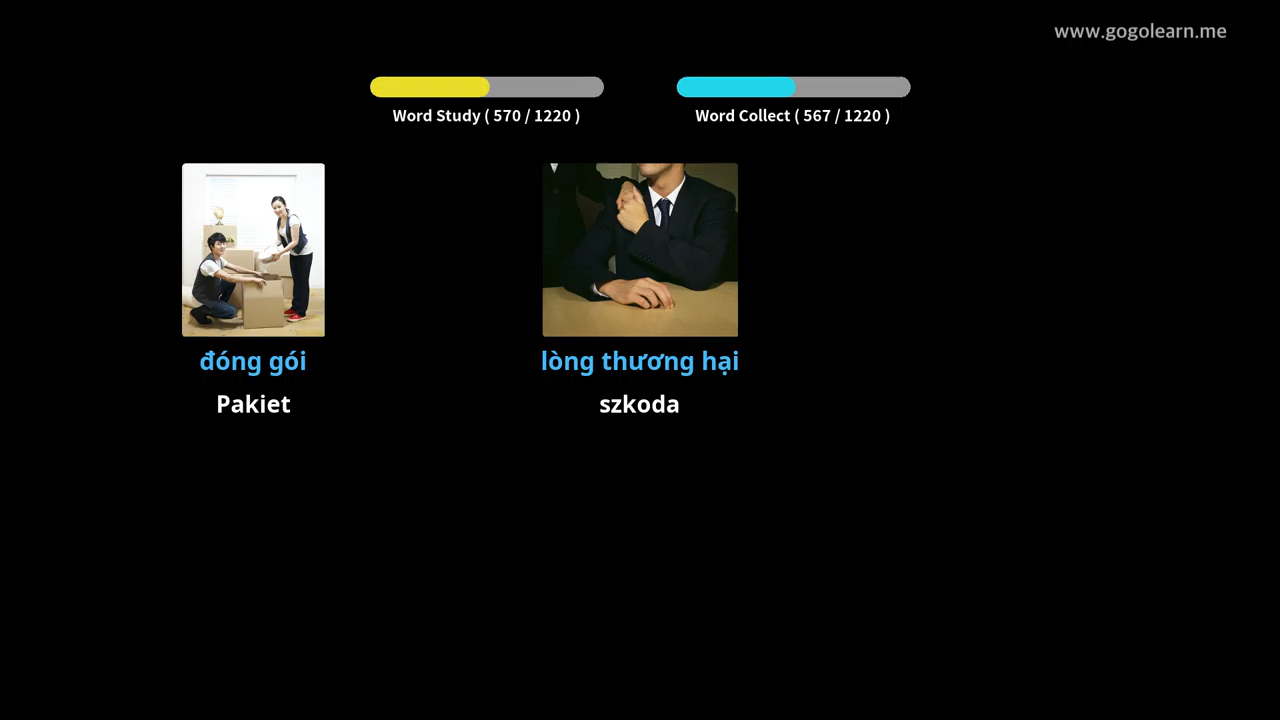 www.gogolearn.me
Word Study ( 570 / 1220 )
Word Collect ( 567 / 1220 )
đóng gói
Pakiet
lòng thương hại
szkoda